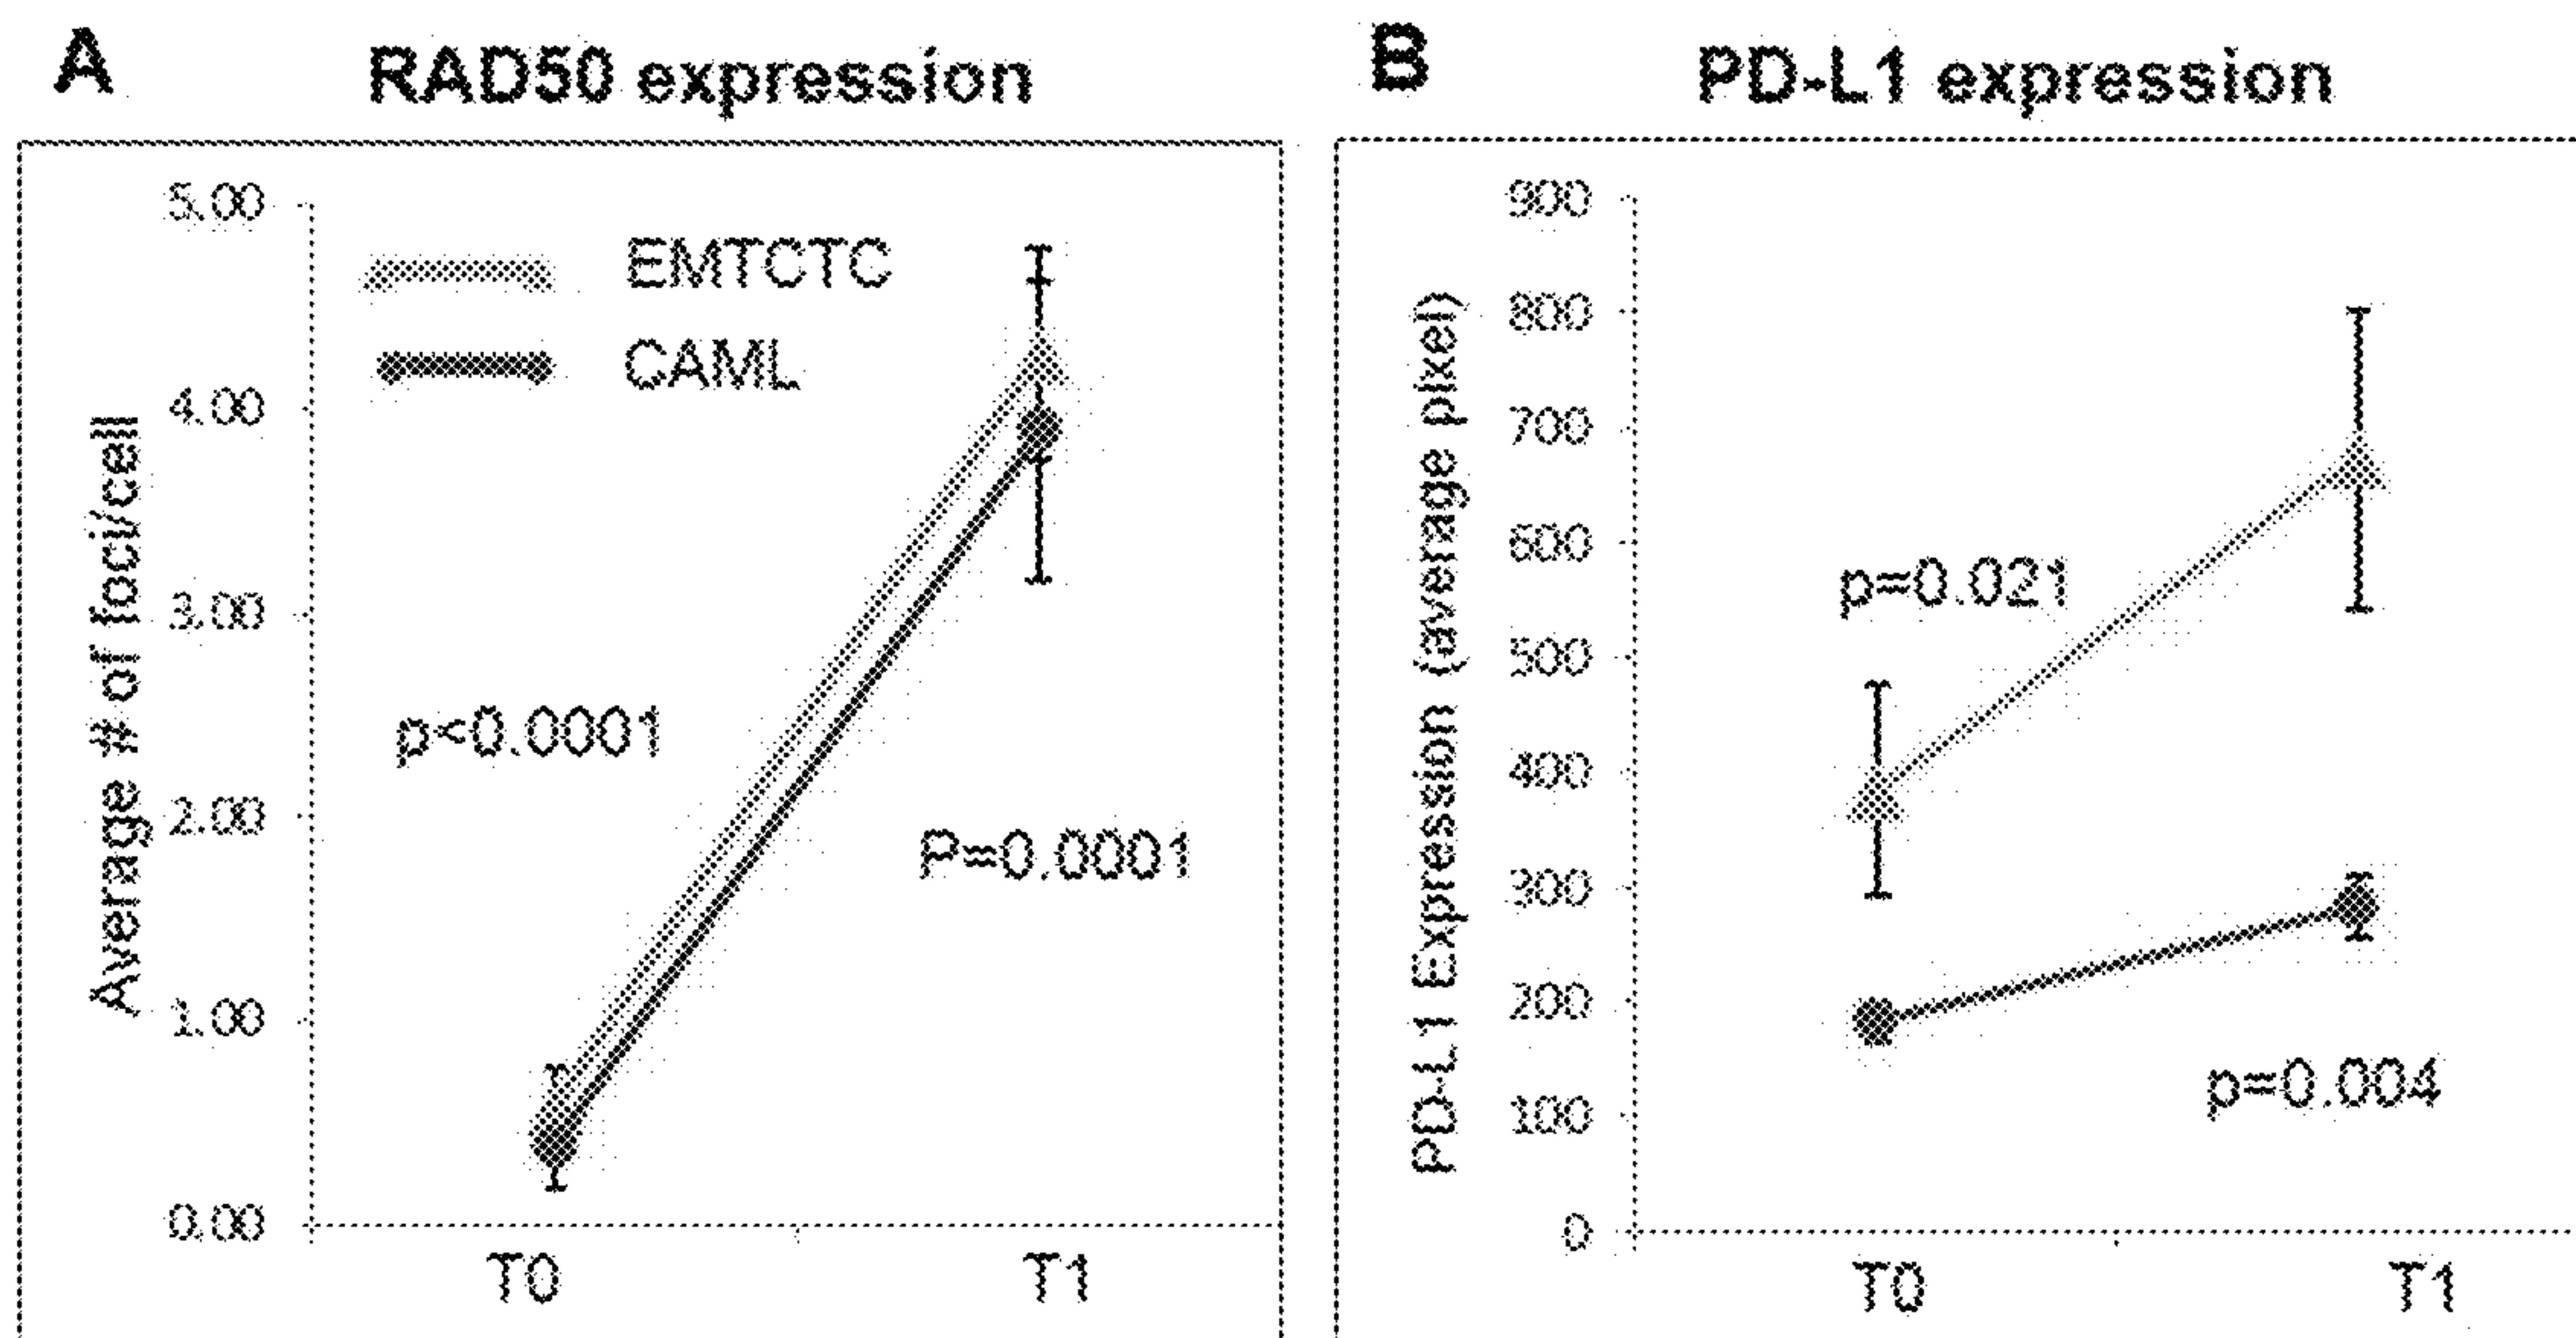 A
RAD50 expression
5.00
4.00
3.00
2.00
1.00
0.00
Average # of foci/cell
EMTCTC
CAML
p<0.0001
P=0.0001
T0
T1
B
PD-L1 expression
900
800
700
600
500
400
300
200
100
0
PD-L1 Expression (average pixel)
p=0.021
p=0.004
T0
T1